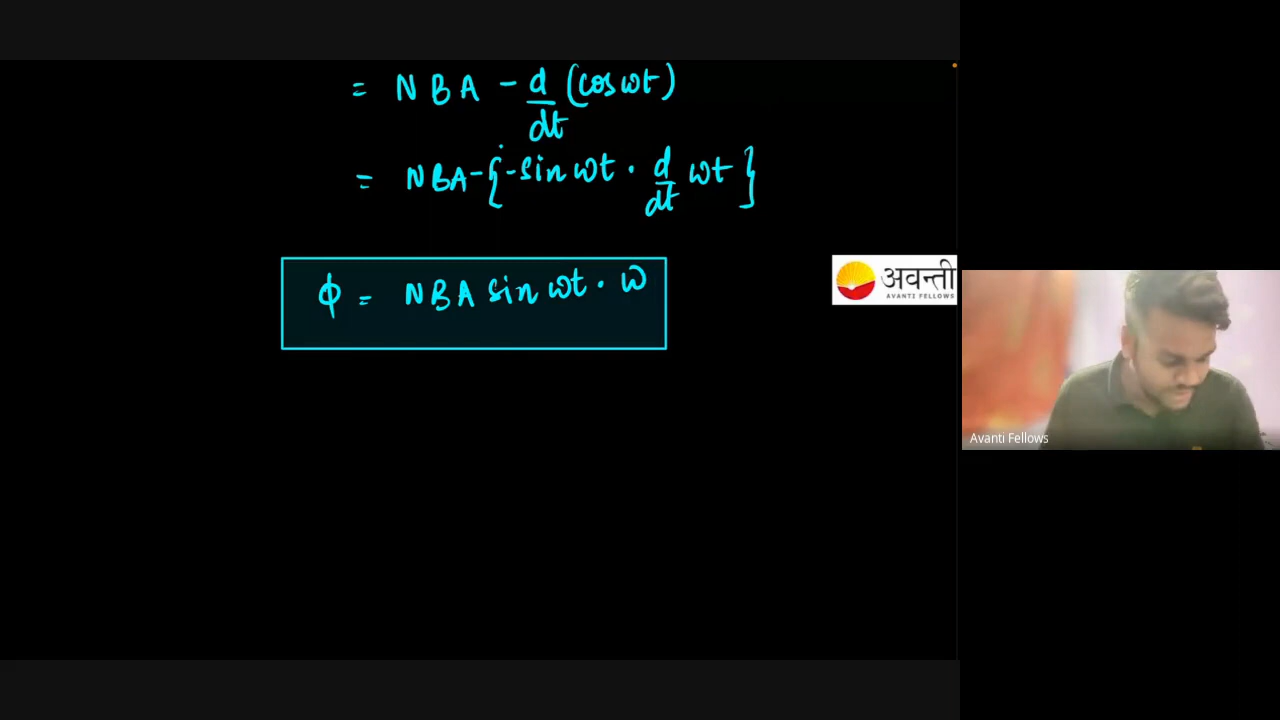 = NBA - d/dt (cos ωt)
= NBA - {-sin ωt · d/dt ωt}
ϕ = NBA sin ωt · ω
अवन्ती
AVANTI FELLOWS
Avanti Fellows